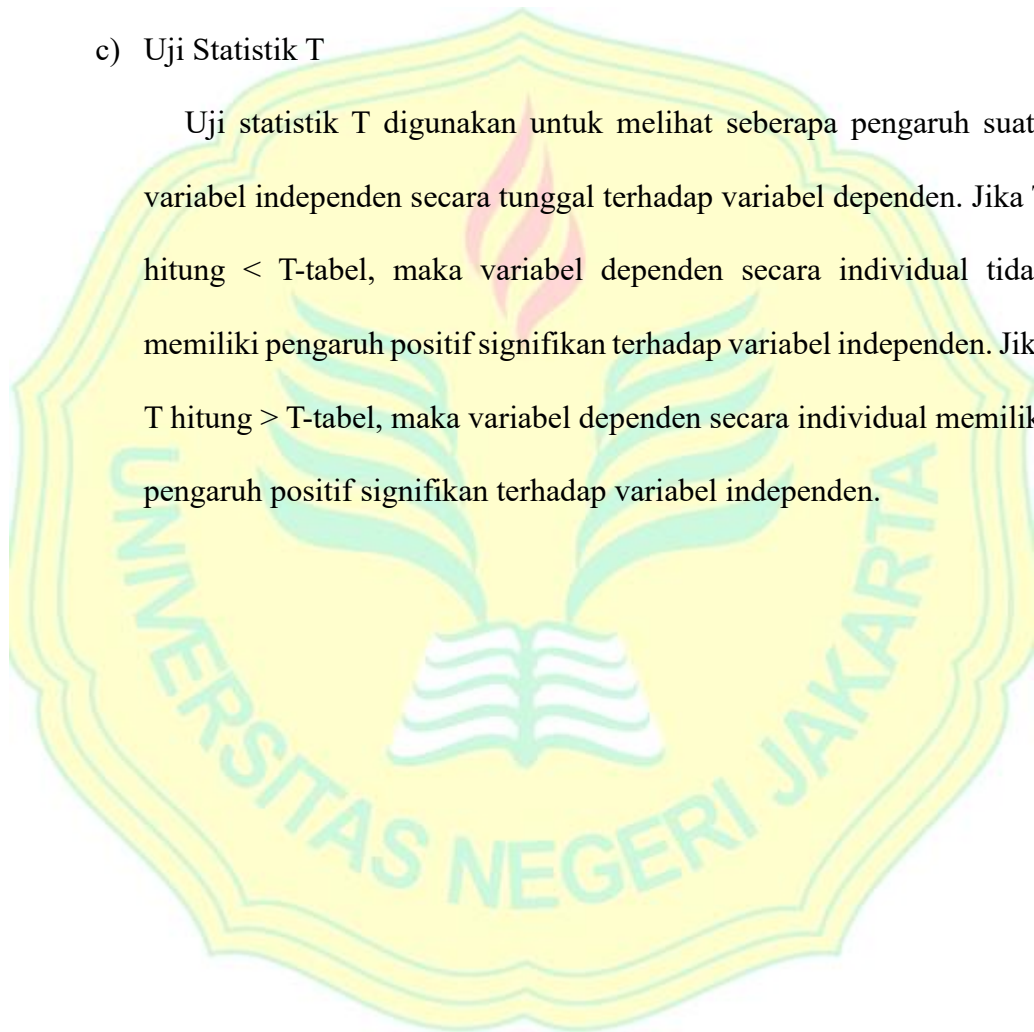 c) Uji Statistik T
Uji statistik T digunakan untuk melihat seberapa pengaruh suat
variabel independen secara tunggal terhadap variabel dependen. Jika T
hitung < T-tabel, maka variabel dependen secara individual tida
memiliki pengaruh positif signifikan terhadap variabel independen. Jik
T hitung > T-tabel, maka variabel dependen secara individual memilik
pengaruh positif signifikan terhadap variabel independen.
UNIVERSITAS NEGERI JAKARTA